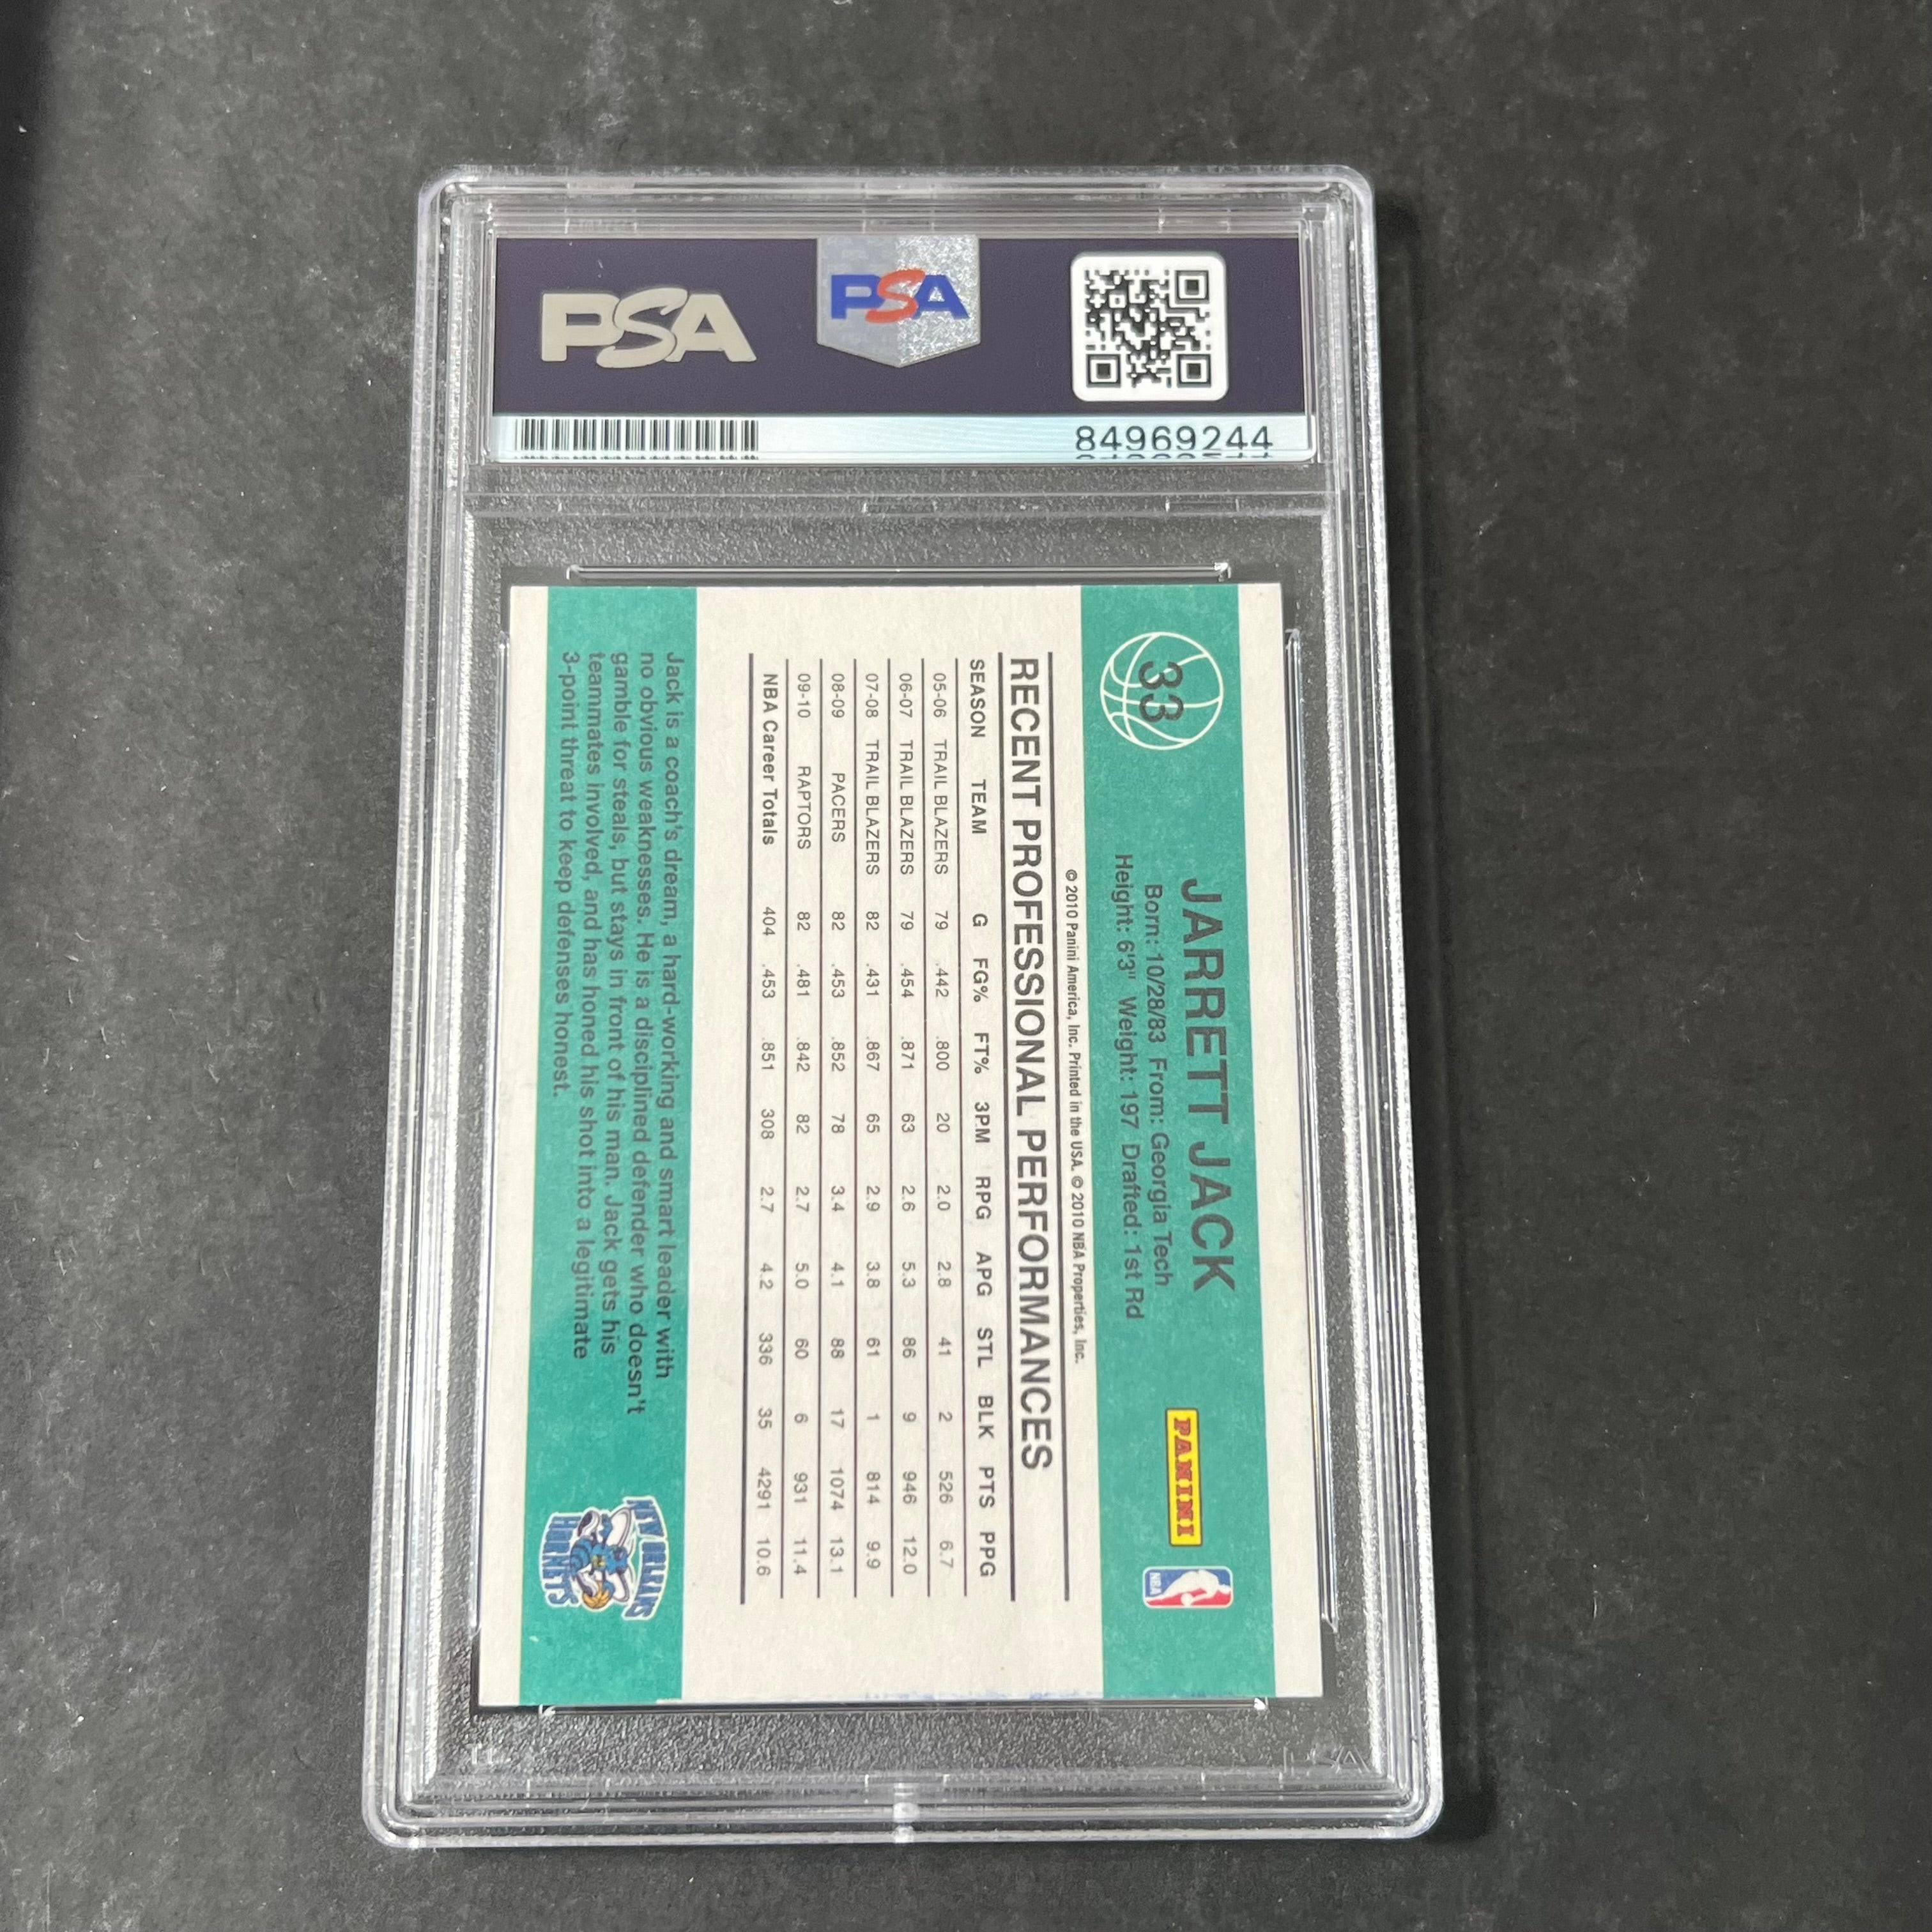 PSA
PSA
84969244
33
JARRETT JACK
Born: 10/28/83 From: Georgia Tech
Height: 6'3" Weight: 197 Drafted: 1st Rd
PANINI
NBA
© 2010 Panini America, Inc. Printed in the USA. © 2010 NBA Properties, Inc.
RECENT PROFESSIONAL PERFORMANCES
SEASON TEAM G FG% FT% 3PM RPG APG STL BLK PTS PPG
05-06 TRAIL BLAZERS 79 .442 .800 20 2.0 2.8 41 2 526 6.7
06-07 TRAIL BLAZERS 79 .454 .871 63 2.6 5.3 86 9 946 12.0
07-08 TRAIL BLAZERS 82 .431 .867 65 2.9 3.8 61 1 814 9.9
08-09 PACERS 82 .453 .852 78 3.4 4.1 88 17 1074 13.1
09-10 RAPTORS 82 .481 .842 82 2.7 5.0 60 6 931 11.4
NBA Career Totals 404 .453 .851 308 2.7 4.2 336 35 4291 10.6
Jack is a coach's dream, a hard-working and smart leader with
no obvious weaknesses. He is a disciplined defender who doesn't
gamble for steals, but stays in front of his man. Jack gets his
teammates involved, and has honed his shot into a legitimate
3-point threat to keep defenses honest.
NEW ORLEANS
HORNETS